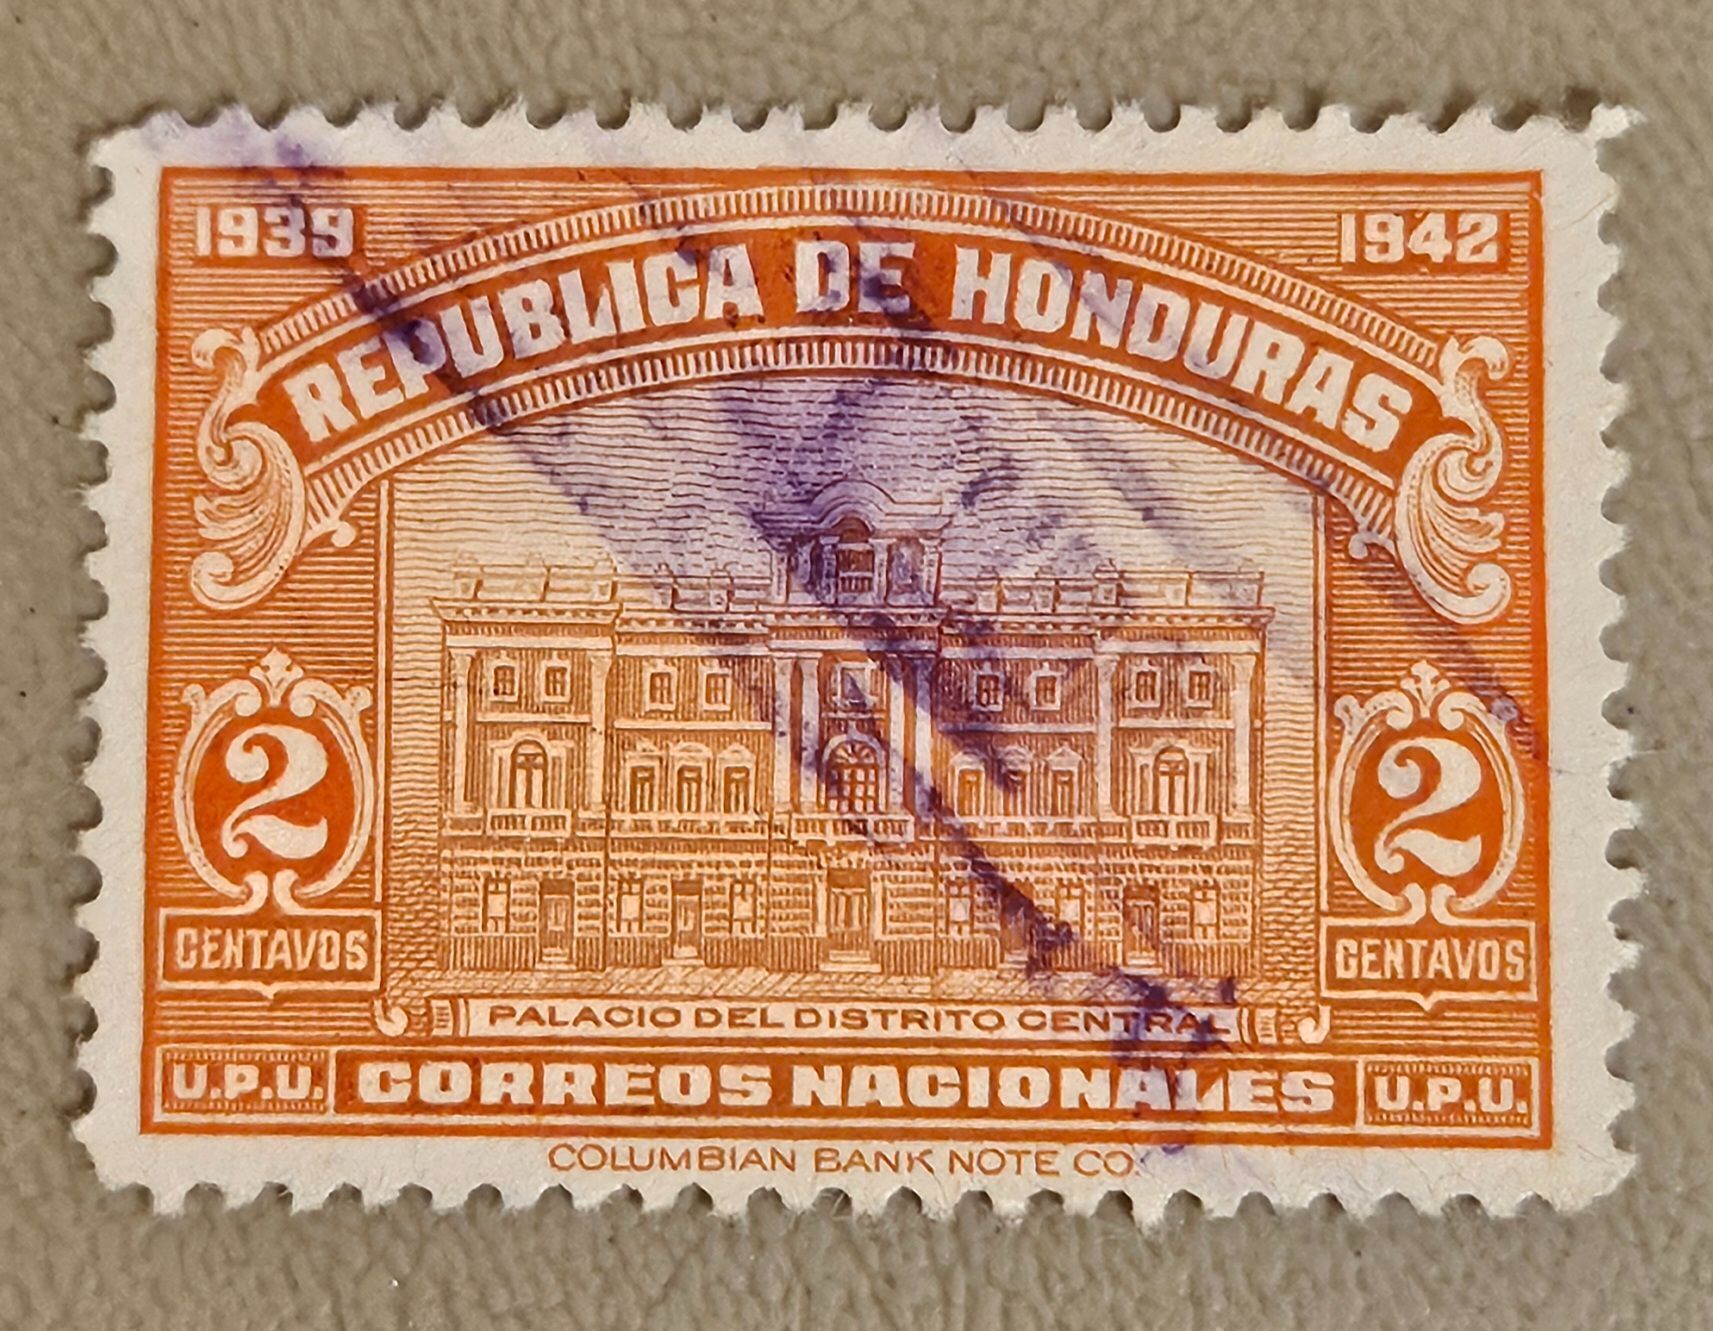 1939 1942
REPUBLICA DE HONDURAS
2 2
CENTAVOS CENTAVOS
PALACIO DEL DISTRITO CENTRAL
U.P.U. CORREOS NACIONALES U.P.U.
COLUMBIAN BANK NOTE CO.